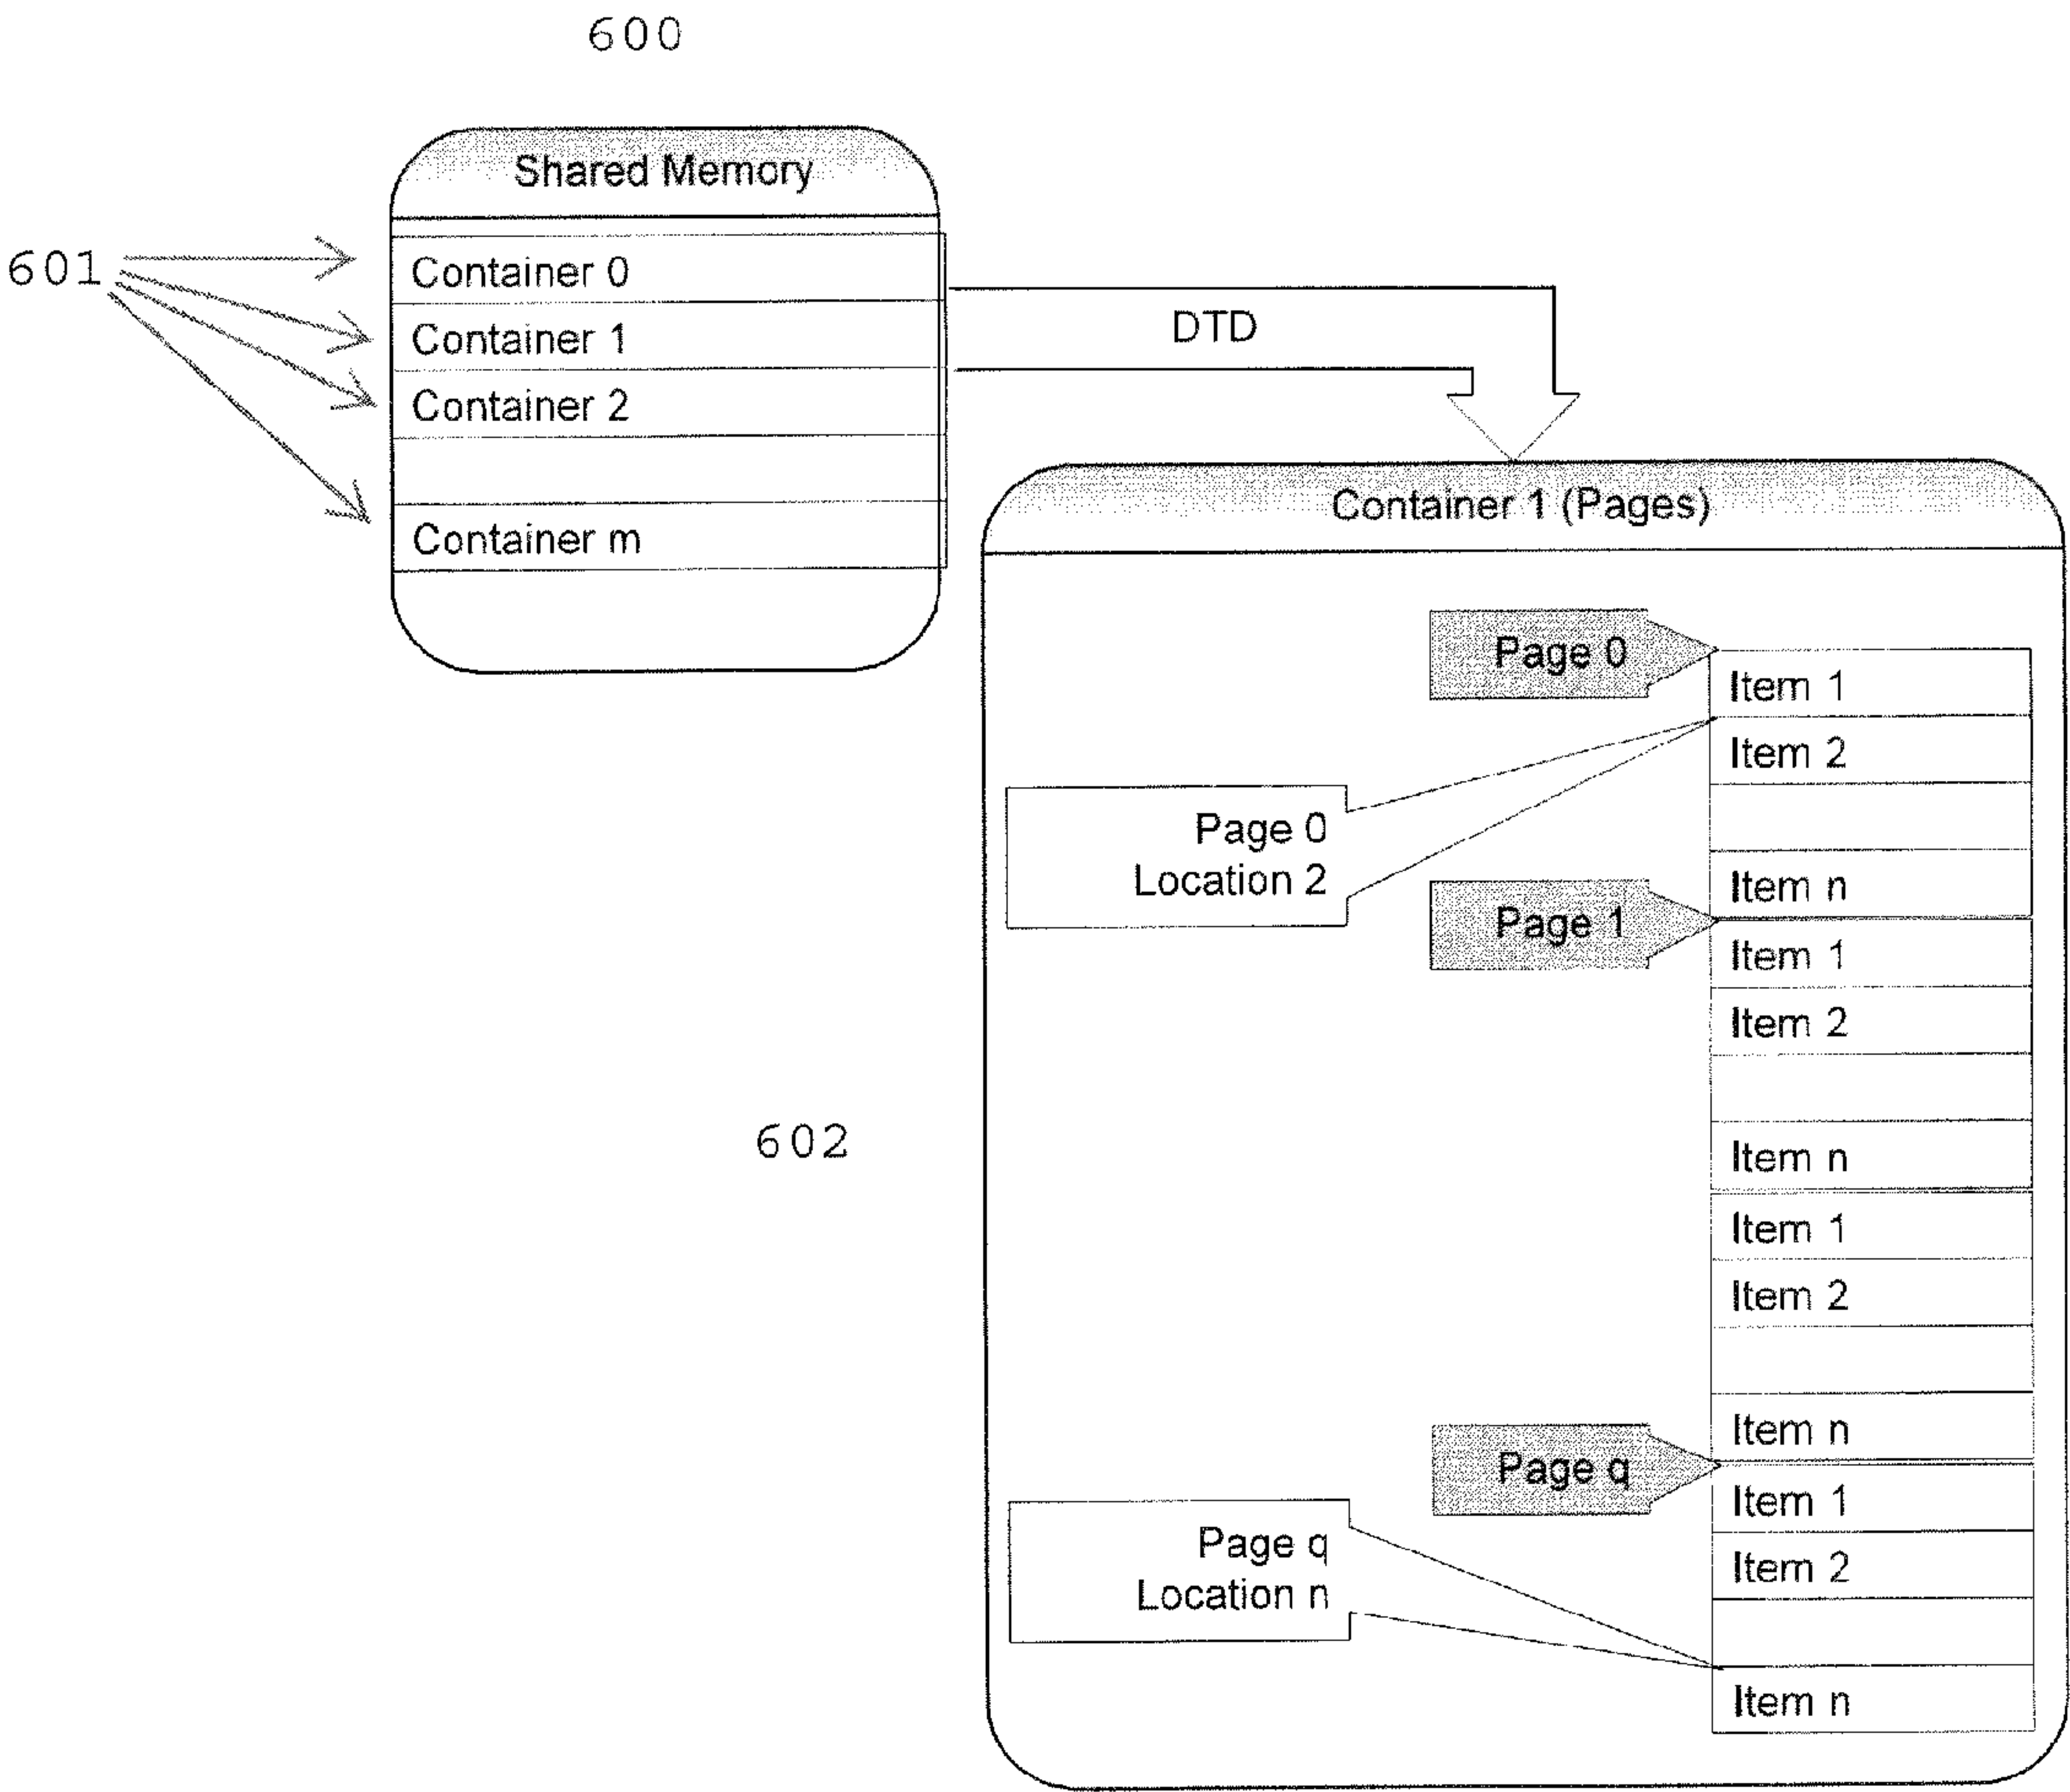 600
Shared Memory
601
Container 0
Container 1
Container 2
Container m
DTD
Container 1 (Pages)
Page 0
Item 1
Item 2
Page 0
Location 2
Item n
Page 1
Item 1
Item 2
602
Item n
Item 1
Item 2
Item n
Page q
Item 1
Page q
Location n
Item 2
Item n